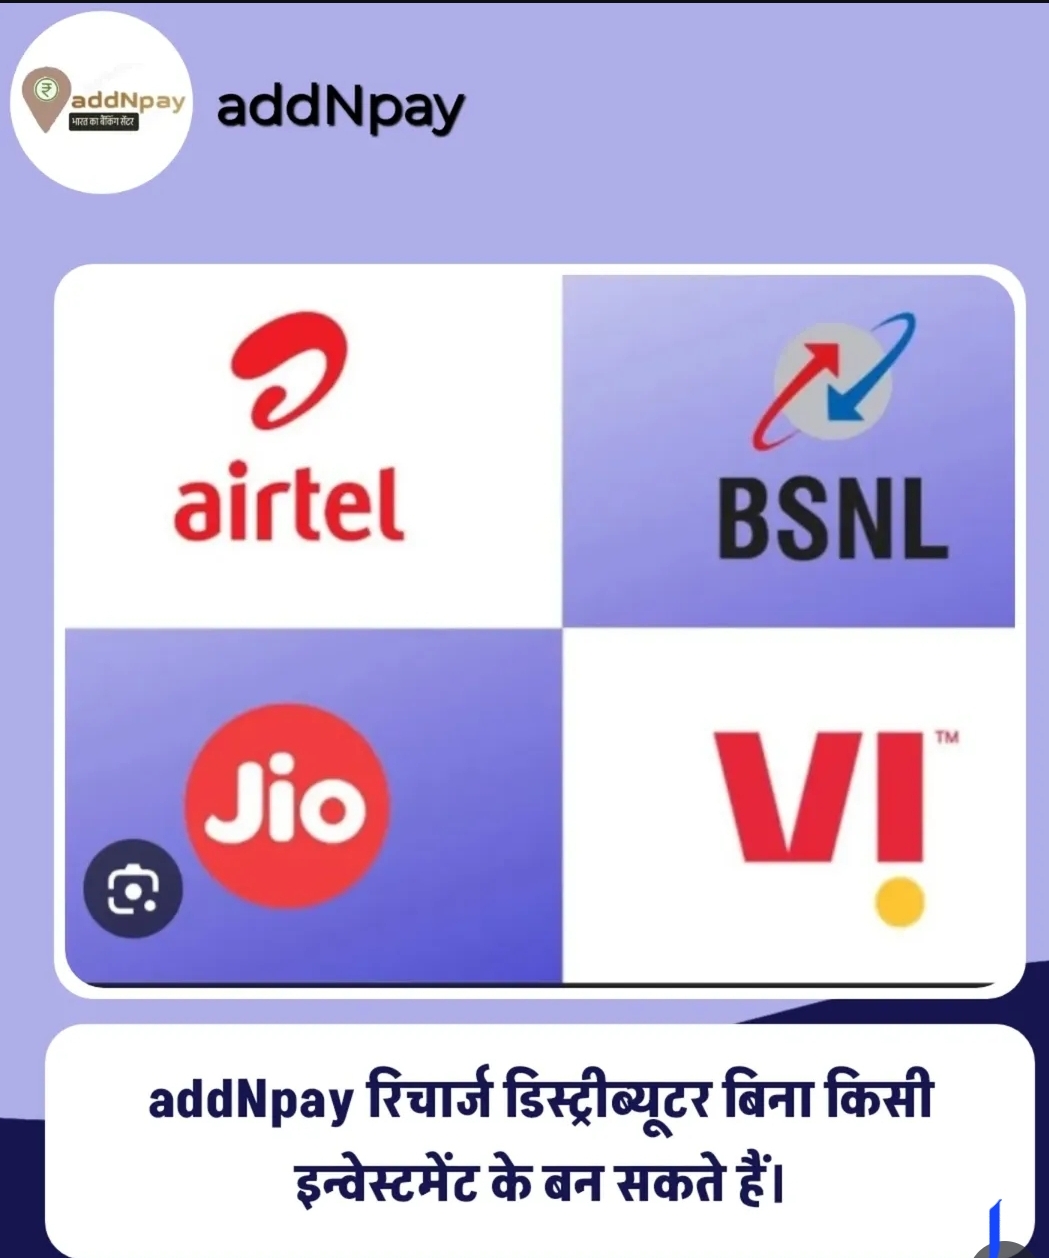 addNpay
भारत का बैंकिंग सेंटर
addNpay
airtel
BSNL
Jio
VI
TM
addNpay रिचार्ज डिस्ट्रीब्यूटर बिना किसी
इन्वेस्टमेंट के बन सकते हैं।